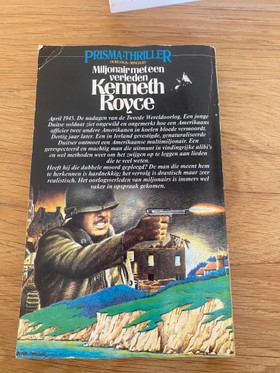 PRISMA-THRILLER
Miljonair met een
verleden
Kenneth
Royce
April 1945. De nadagen van de Tweede Wereldoorlog. Een jonge
Duitse soldaat ziet ongewild en ongemerkt hoe een Amerikaans
officier twee andere Amerikanen in koelen bloede vermoordt.
Dertig jaar later. Een in Ierland gevestigde, genaturaliseerde
Duitser ontmoet een Amerikaanse multimiljonair. Een
gerespecteerd en machtig man die uitmunt in vindingrijke alibi's
en wel methoden weet om het zwijgen op te leggen aan lieden
die te veel weten.
Heeft hij die dubbele moord gepleegd? De man die meent hem
te herkennen is hardnekkig; het vervolg is drastisch maar zeer
realistisch. Het oorlogsverleden van miljonairs is immers wel
vaker in opspraak gekomen.